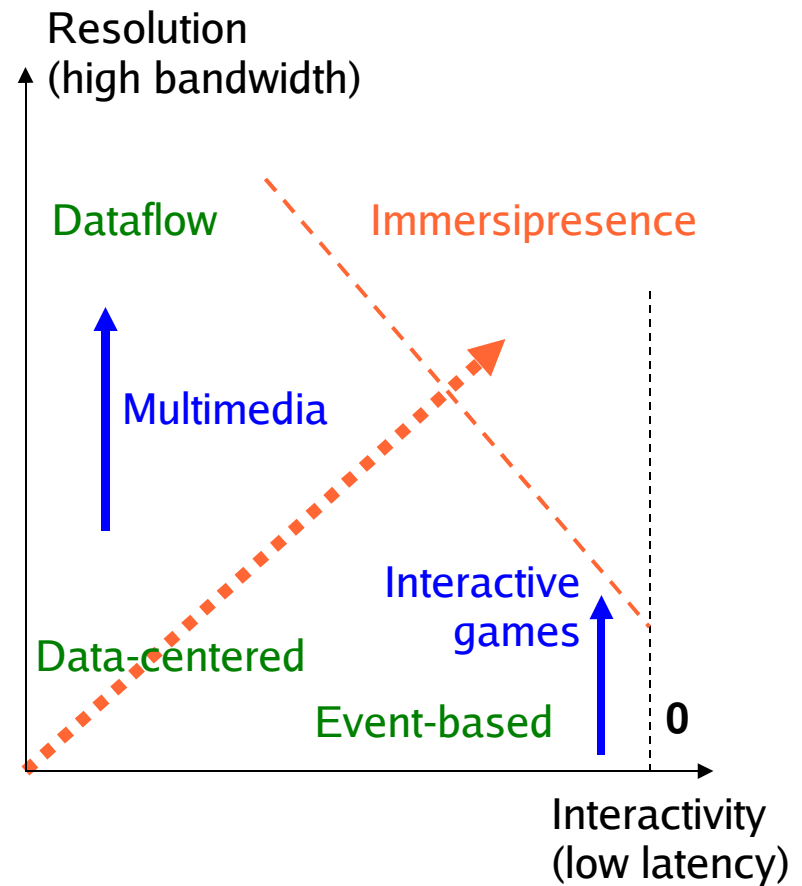 Resolution
(high bandwidth)
Dataflow
Immersipresence
Multimedia
Interactive
games
Data-centered
Event-based
0
Interactivity
(low latency)